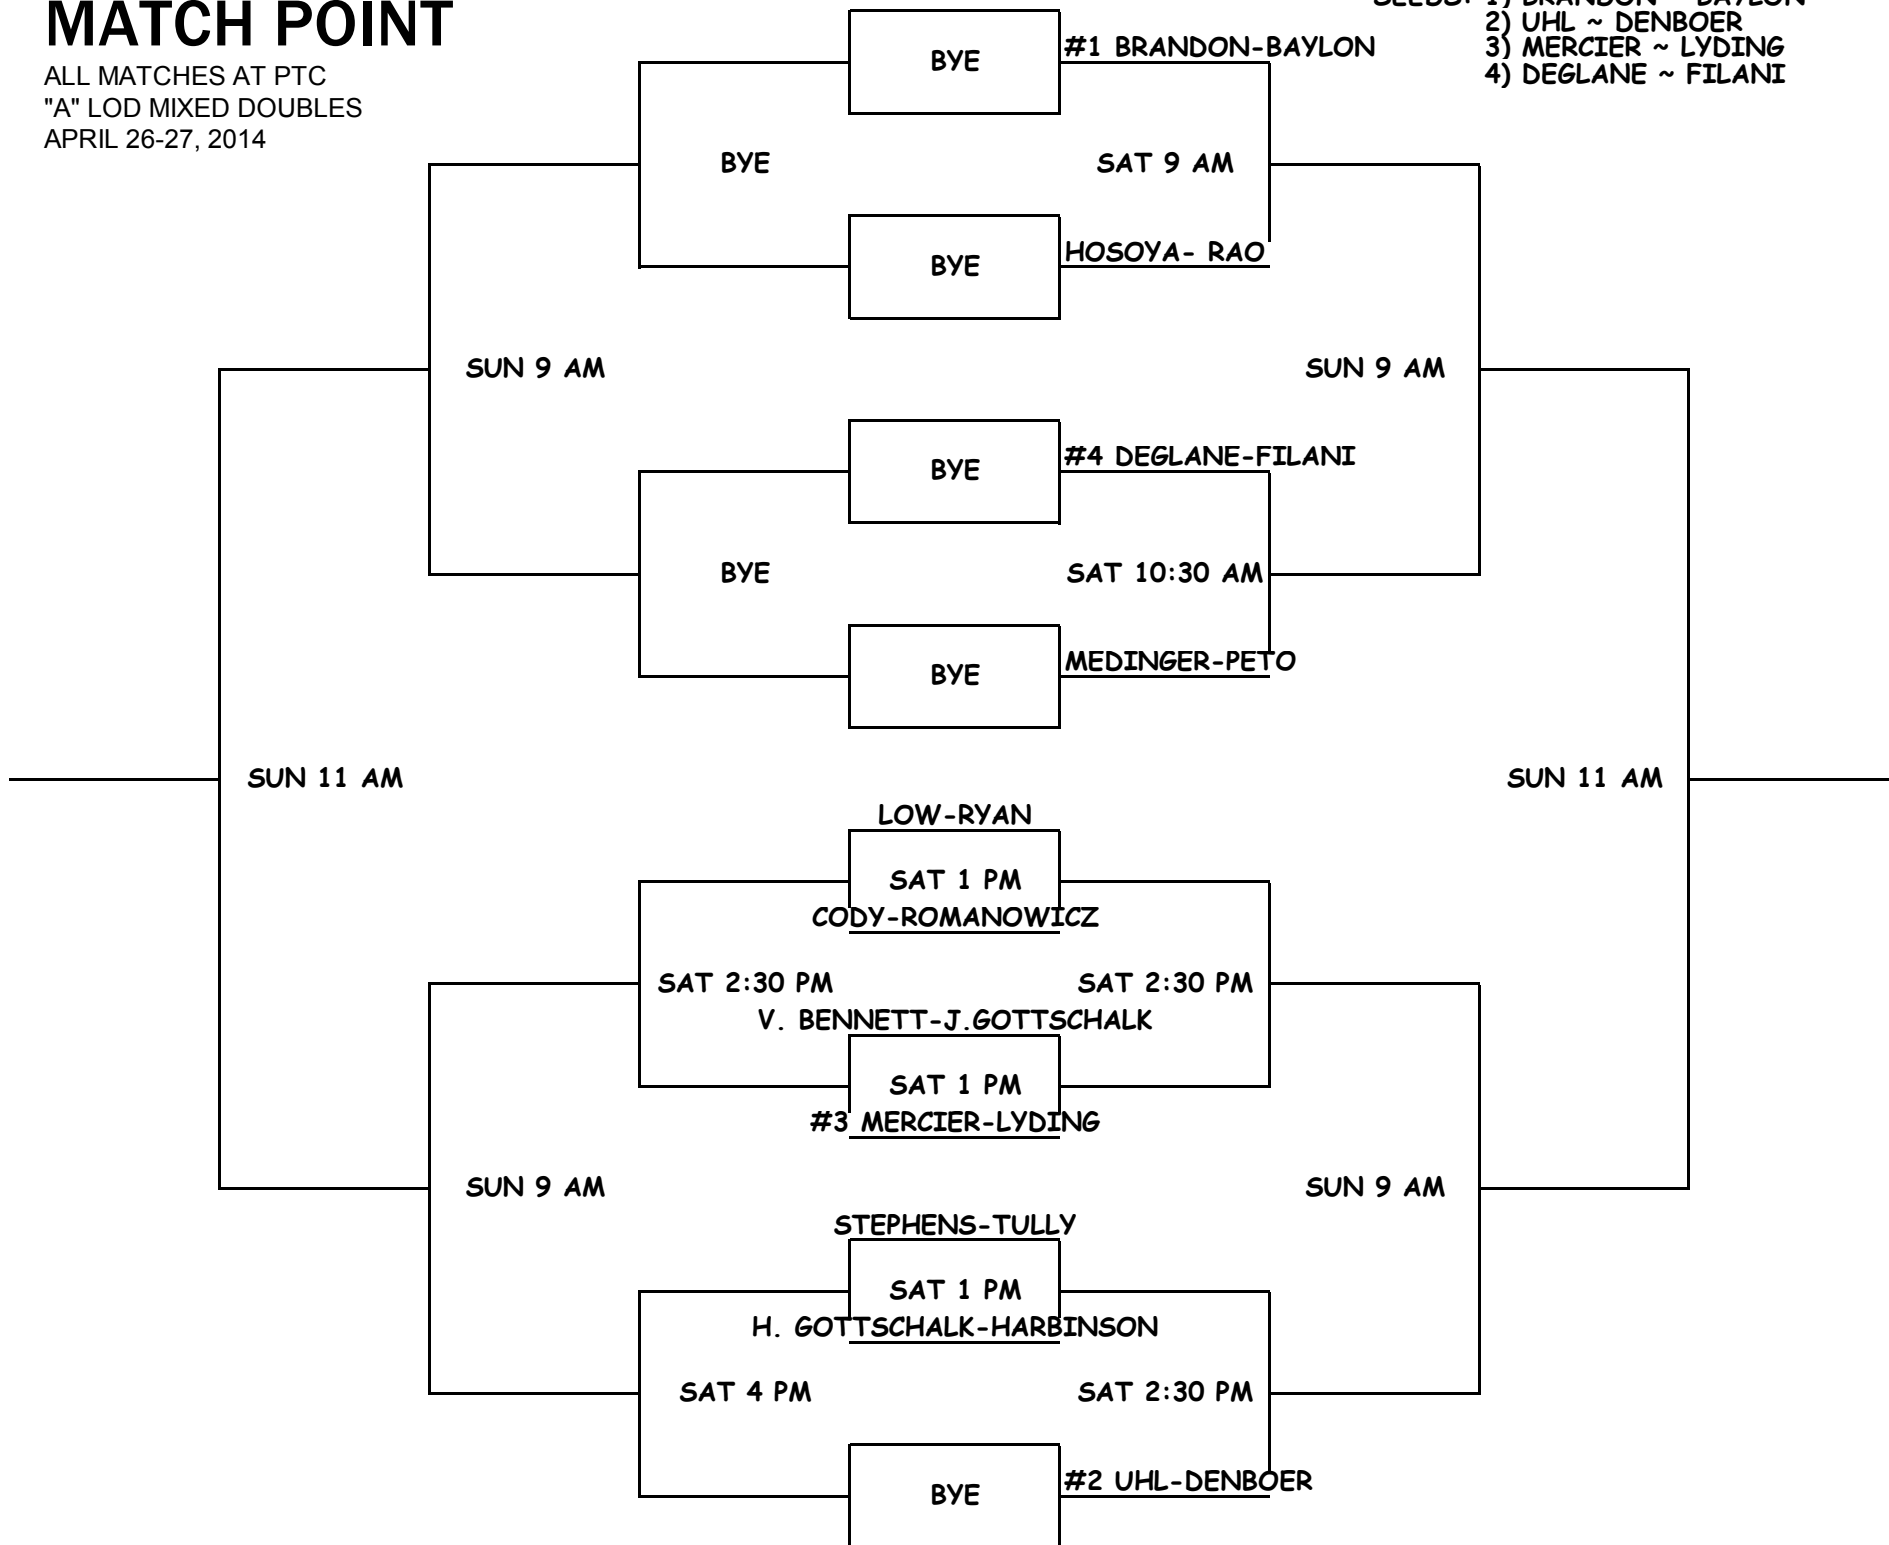 MATCH POINT
ALL MATCHES AT PTC
"A" LOD MIXED DOUBLES
APRIL 26-27, 2014
SEEDS: 1) BRANDON ~ BAYLON
2) UHL ~ DENBOER
3) MERCIER ~ LYDING
4) DEGLANE ~ FILANI
BYE
#1 BRANDON-BAYLON
BYE
SAT 9 AM
BYE
HOSOYA- RAO
SUN 9 AM
SUN 9 AM
BYE
#4 DEGLANE-FILANI
BYE
SAT 10:30 AM
BYE
MEDINGER-PETO
SUN 11 AM
SUN 11 AM
LOW-RYAN
SAT 1 PM
CODY-ROMANOWICZ
SAT 2:30 PM
SAT 2:30 PM
V. BENNETT-J.GOTTSCHALK
SAT 1 PM
#3 MERCIER-LYDING
SUN 9 AM
SUN 9 AM
STEPHENS-TULLY
SAT 1 PM
H. GOTTSCHALK-HARBINSON
SAT 4 PM
SAT 2:30 PM
BYE
#2 UHL-DENBOER